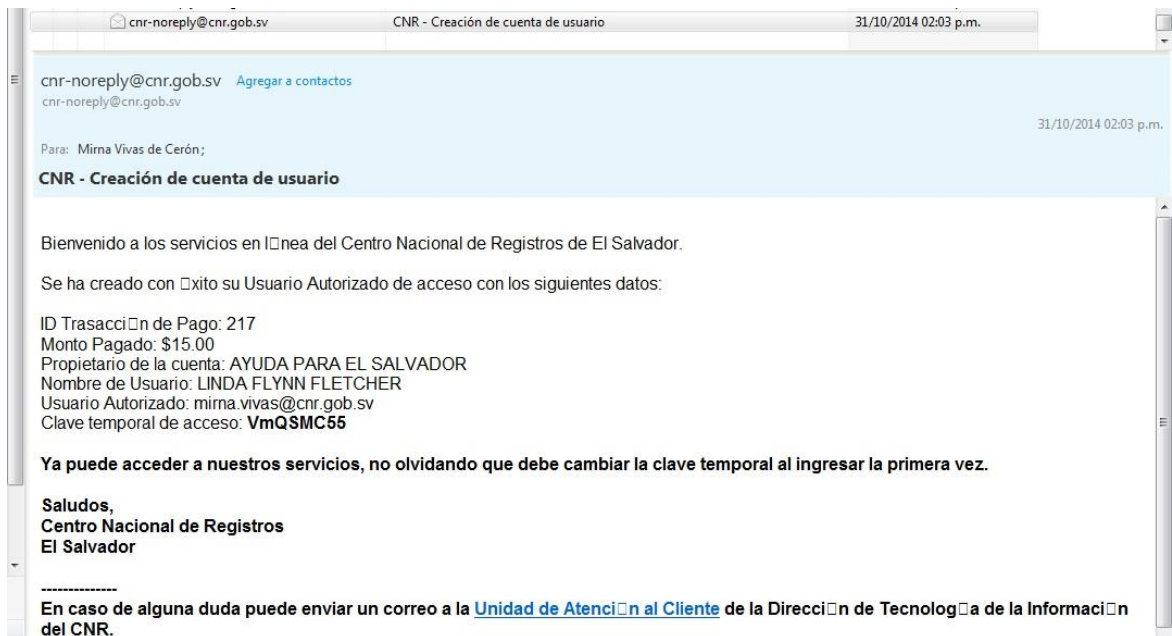 cnr-noreply@cnr.gob.sv CNR - Creación de cuenta de usuario 31/10/2014 02:03 p.m.
cnr-noreply@cnr.gob.sv Agregar a contactos
cnr-noreply@cnr.gob.sv
31/10/2014 02:03 p.m.
Para: Mirna Vivas de Cerón;
CNR - Creación de cuenta de usuario
Bienvenido a los servicios en l□nea del Centro Nacional de Registros de El Salvador.
Se ha creado con □xito su Usuario Autorizado de acceso con los siguientes datos:
ID Trasacci□n de Pago: 217
Monto Pagado: $15.00
Propietario de la cuenta: AYUDA PARA EL SALVADOR
Nombre de Usuario: LINDA FLYNN FLETCHER
Usuario Autorizado: mirna.vivas@cnr.gob.sv
Clave temporal de acceso: VmQSMC55
Ya puede acceder a nuestros servicios, no olvidando que debe cambiar la clave temporal al ingresar la primera vez.
Saludos,
Centro Nacional de Registros
El Salvador
--------------
En caso de alguna duda puede enviar un correo a la Unidad de Atenci□n al Cliente de la Direcci□n de Tecnolog□a de la Informaci□n
del CNR.